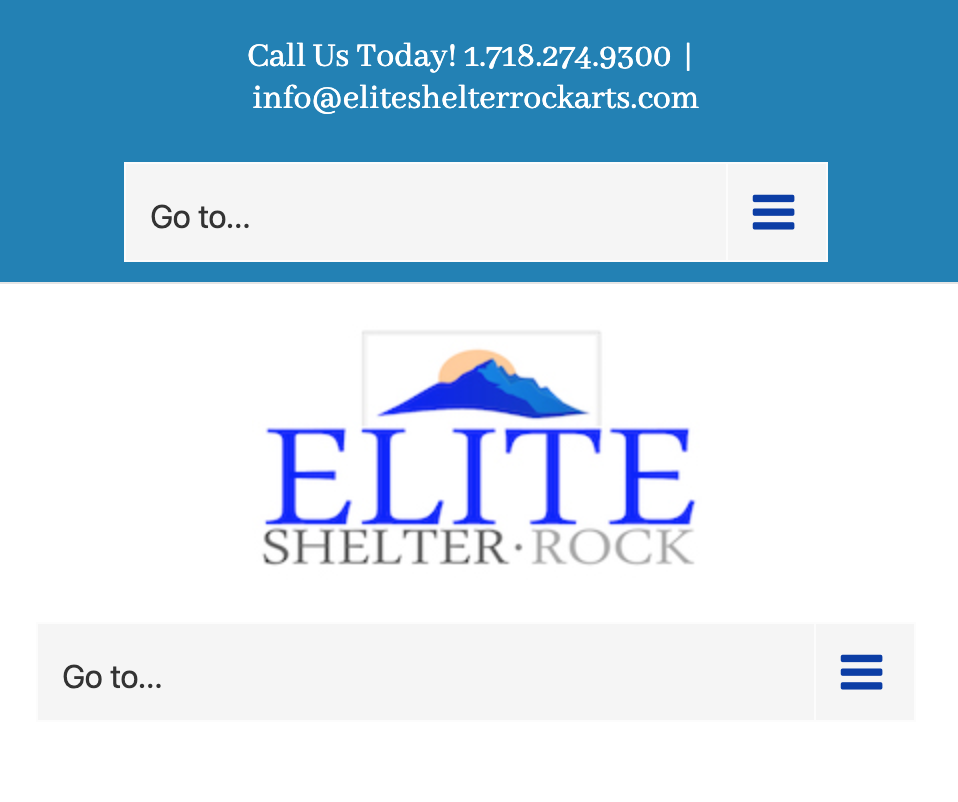 Call Us Today! 1.718.274.9300 |
info@eliteshelterrockarts.com
Go to...
ELITE
SHELTER·ROCK
Go to...